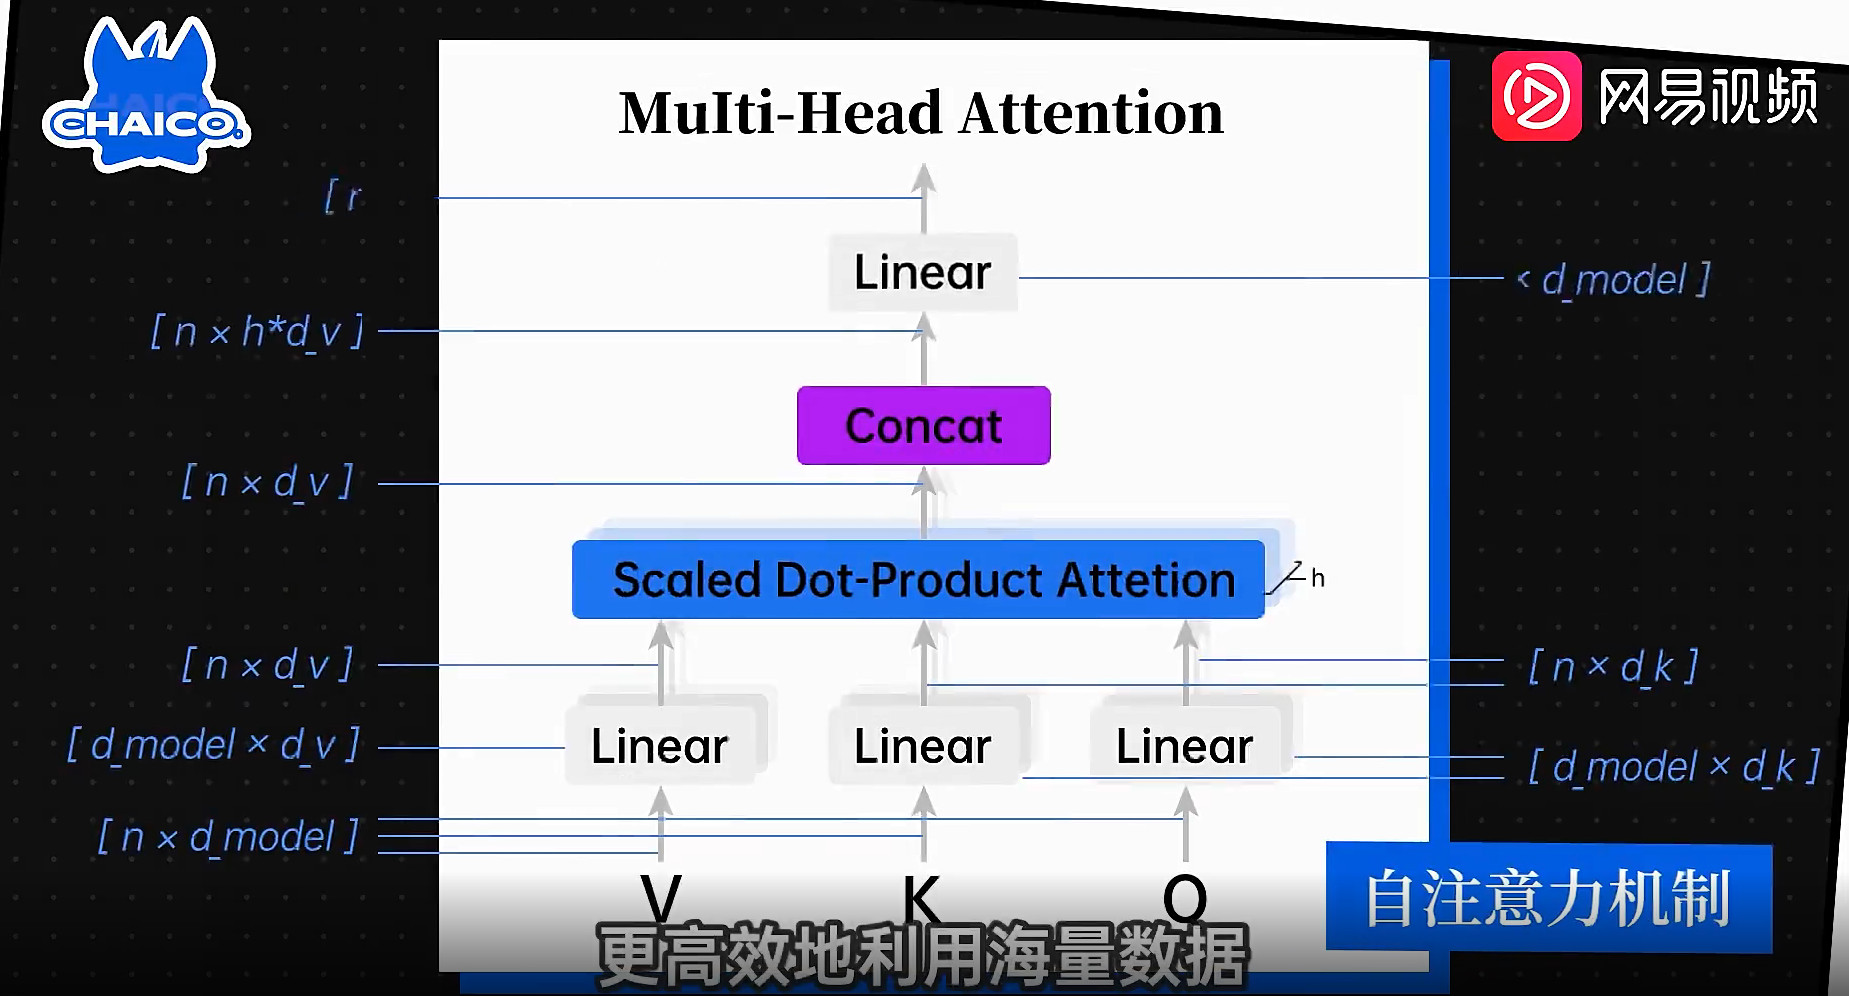 CHAICO
网易视频
MuIti-Head Attention
[ r
Linear
d_model ]
[ n × h*d_v ]
Concat
[ n × d_v ]
Scaled Dot-Product Attetion
h
[ n × d_v ]
[ n × d_k ]
Linear
Linear
Linear
[ d_model × d_v ]
[ d_model × d_k ]
[ n × d_model ]
V
K
Q
自注意力机制
更高效地利用海量数据